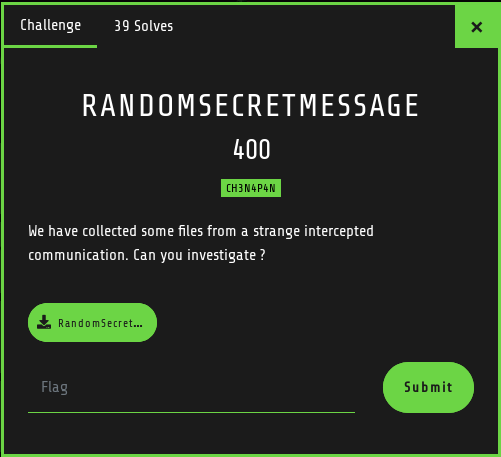 Challenge
39 Solves
×
RANDOMSECRETMESSAGE
400
CH3N4P4N
We have collected some files from a strange intercepted
communication. Can you investigate ?
RandomSecret...
Flag
Submit